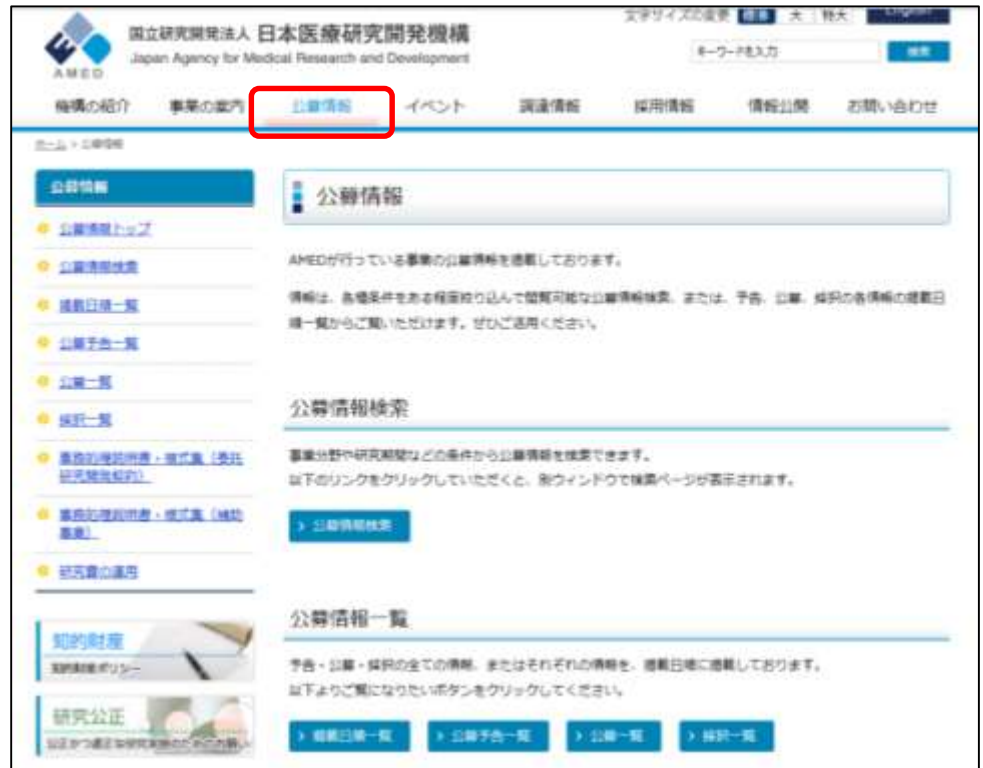 文字サイズの変更 標準 大 特大 English
国立研究開発法人 日本医療研究開発機構
Japan Agency for Medical Research and Development
AMED
キーワードを入力 検索
機構の紹介 事業の案内 公募情報 イベント 調達情報 採用情報 情報公開 お問い合わせ
ホーム > 公募情報
公募情報
公募情報トップ
公募情報検索
掲載日順一覧
公募予告一覧
公募一覧
採択一覧
事務処理説明書・様式集（委託
研究開発契約）
事務処理説明書・様式集（補助
事業）
研究費の運用
知的財産
知的財産ポリシー
研究公正
公正かつ適正な研究実施のためのお願い
公募情報
AMEDが行っている事業の公募情報を掲載しております。
情報は、各種条件をある程度絞り込んで閲覧可能な公募情報検索、または、予告、公募、採択の各情報の掲載日
順一覧からご覧いただけます。ぜひご活用ください。
公募情報検索
事業分野や研究期間などの条件から公募情報を検索できます。
以下のリンクをクリックしていただくと、別ウィンドウで検索ページが表示されます。
公募情報検索
公募情報一覧
予告・公募・採択の全ての情報、またはそれぞれの情報を、掲載日順に掲載しております。
以下よりご覧になりたいボタンをクリックしてください。
掲載日順一覧 公募予告一覧 公募一覧 採択一覧